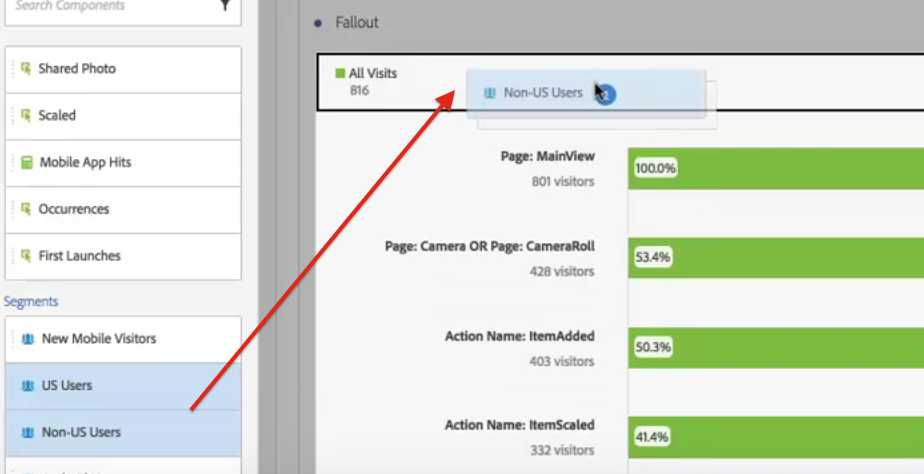 Search Components
Shared Photo
Scaled
Mobile App Hits
Occurrences
First Launches
Segments
New Mobile Visitors
US Users
Non-US Users
Fallout
All Visits
816
Non-US Users
2
Page: MainView
801 visitors
100.0%
Page: Camera OR Page: CameraRoll
428 visitors
53.4%
Action Name: ItemAdded
403 visitors
50.3%
Action Name: ItemScaled
332 visitors
41.4%